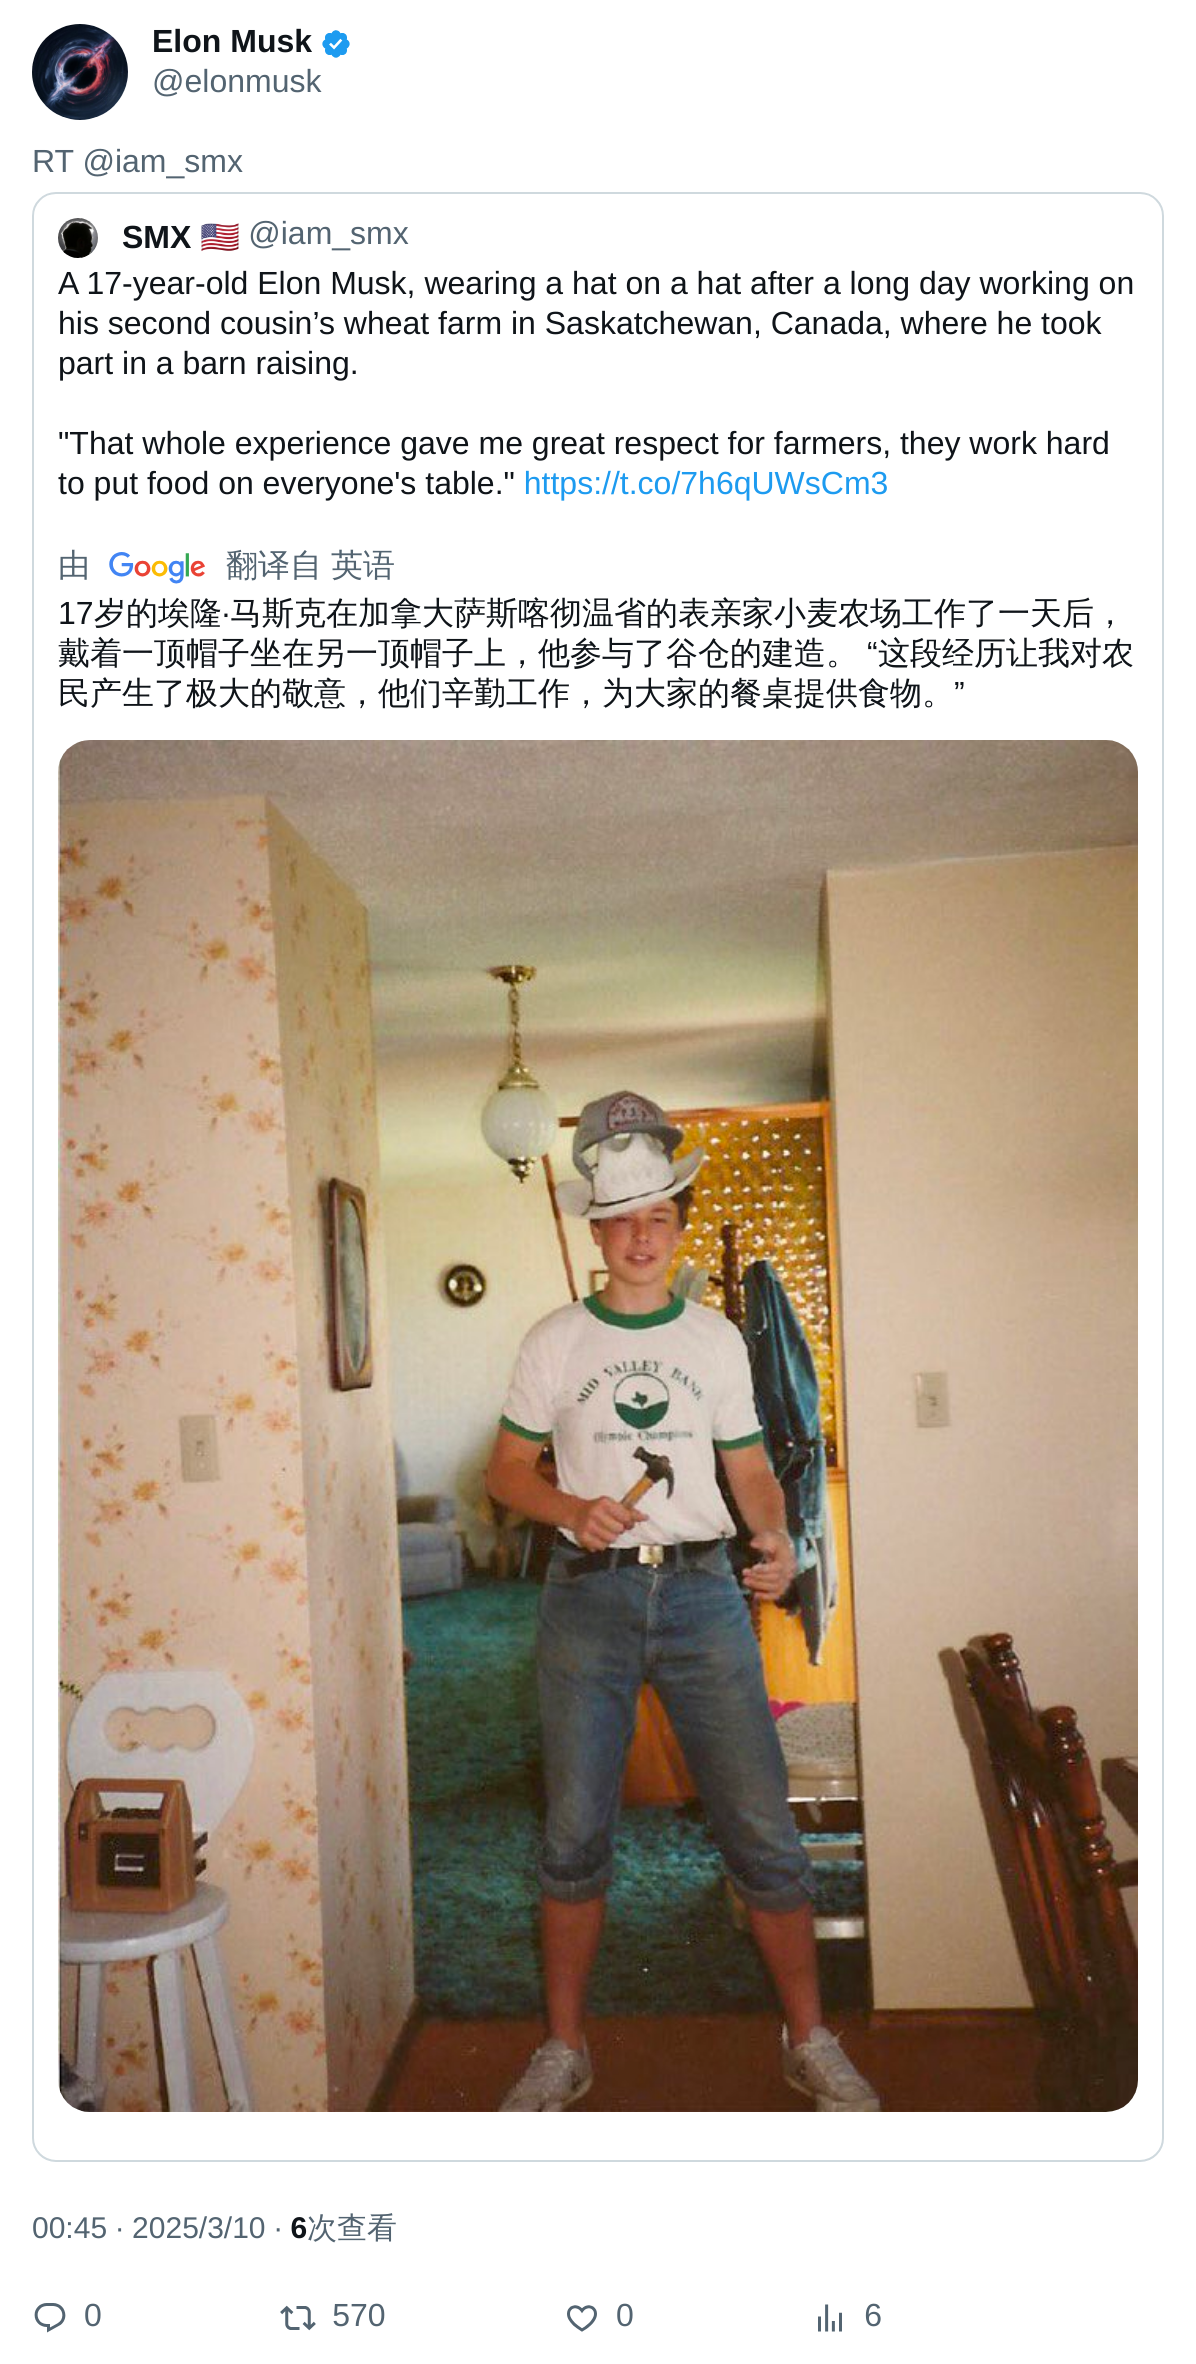 Elon Musk
@elonmusk
RT @iam_smx
SMX 🇺🇸 @iam_smx
A 17-year-old Elon Musk, wearing a hat on a hat after a long day working on
his second cousin’s wheat farm in Saskatchewan, Canada, where he took
part in a barn raising.
"That whole experience gave me great respect for farmers, they work hard
to put food on everyone's table." https://t.co/7h6qUWsCm3
由 Google 翻译自 英语
17岁的埃隆·马斯克在加拿大萨斯喀彻温省的表亲家小麦农场工作了一天后，
戴着一顶帽子坐在另一顶帽子上，他参与了谷仓的建造。 “这段经历让我对农
民产生了极大的敬意，他们辛勤工作，为大家的餐桌提供食物。”
MID VALLEY BANK
Olympic Champions
00:45 · 2025/3/10 · 6次查看
0 570 0 6